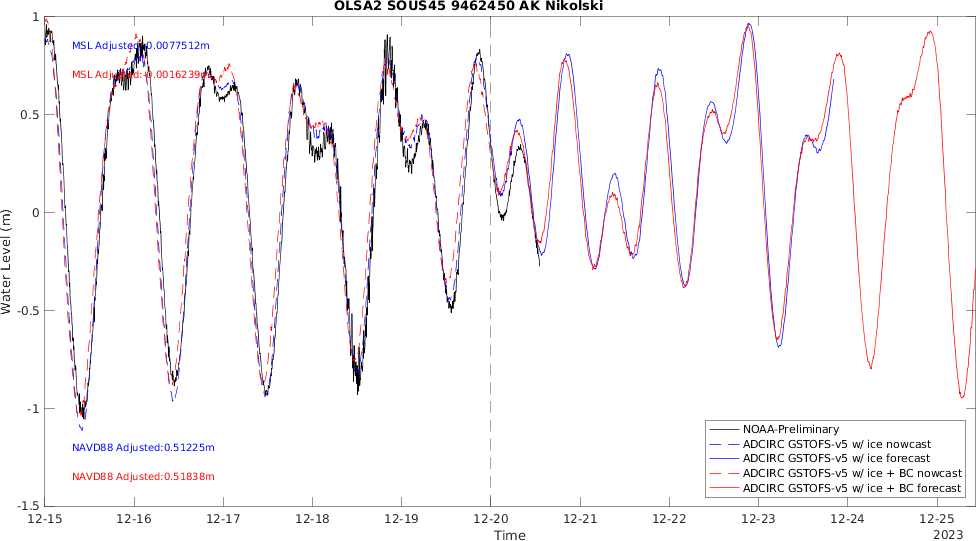 OLSA2 SOUS45 9462450 AK Nikolski
MSL Adjusted:-0.0077512m
MSL Adjusted:-0.0016239m
NAVD88 Adjusted:0.51225m
NAVD88 Adjusted:0.51838m
Water Level (m)
1
0.5
0
-0.5
-1
-1.5
12-15 12-16 12-17 12-18 12-19 12-20 12-21 12-22 12-23 12-24 12-25
2023
Time
NOAA-Preliminary
ADCIRC GSTOFS-v5 w/ ice nowcast
ADCIRC GSTOFS-v5 w/ ice forecast
ADCIRC GSTOFS-v5 w/ ice + BC nowcast
ADCIRC GSTOFS-v5 w/ ice + BC forecast